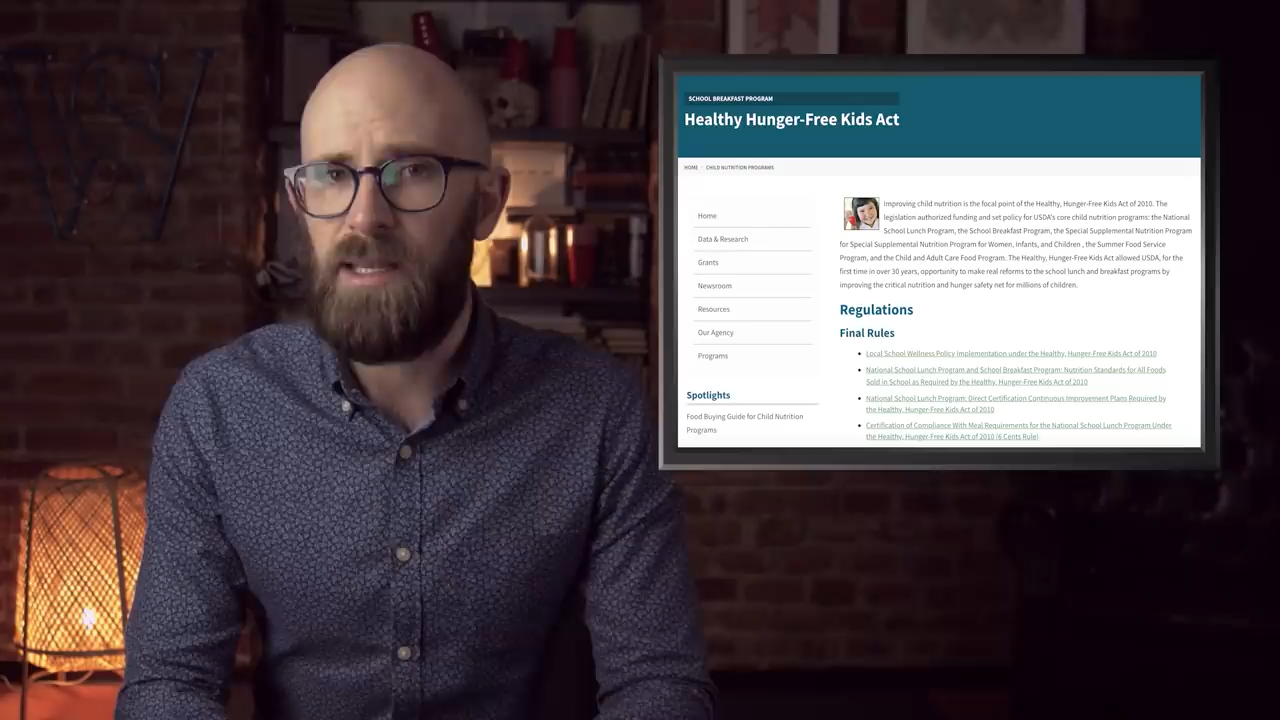 SCHOOL BREAKFAST PROGRAM
Healthy Hunger-Free Kids Act
HOME
CHILD NUTRITION PROGRAMS
Home
Data & Research
Grants
Newsroom
Resources
Our Agency
Programs
Spotlights
Food Buying Guide for Child Nutrition
Programs
Improving child nutrition is the focal point of the Healthy, Hunger-Free Kids Act of 2010. The
legislation authorized funding and set policy for USDA's core child nutrition programs: the National
School Lunch Program, the School Breakfast Program, the Special Supplemental Nutrition Program
for Special Supplemental Nutrition Program for Women, Infants, and Children , the Summer Food Service
Program, and the Child and Adult Care Food Program. The Healthy, Hunger-Free Kids Act allowed USDA, for the
first time in over 30 years, opportunity to make real reforms to the school lunch and breakfast programs by
improving the critical nutrition and hunger safety net for millions of children.
Regulations
Final Rules
Local School Wellness Policy Implementation under the Healthy, Hunger-Free Kids Act of 2010
National School Lunch Program and School Breakfast Program: Nutrition Standards for All Foods
Sold in School as Required by the Healthy, Hunger-Free Kids Act of 2010
National School Lunch Program: Direct Certification Continuous Improvement Plans Required by
the Healthy, Hunger-Free Kids Act of 2010
Certification of Compliance With Meal Requirements for the National School Lunch Program Under
the Healthy, Hunger-Free Kids Act of 2010 (6 Cents Rule)